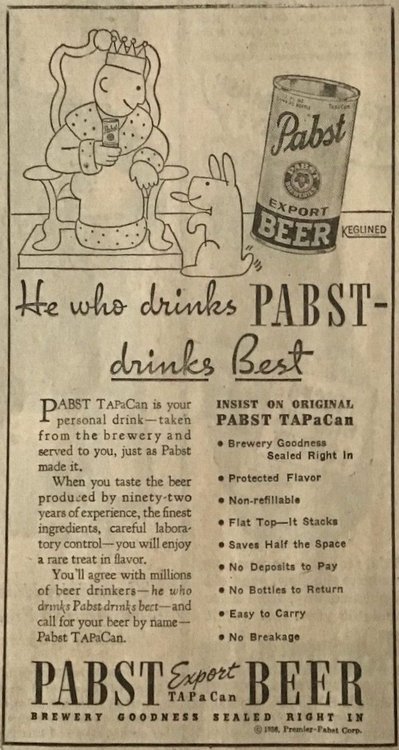 Pabst
TapaCan
Pabst
EXPORT
BEER
KEGLINED
He who drinks PABST-
drinks Best
PABST TAPaCan is your
personal drink—taken
from the brewery and
served to you, just as Pabst
made it.
When you taste the beer
produced by ninety-two
years of experience, the finest
ingredients, careful labora-
tory control—you will enjoy
a rare treat in flavor.
You'll agree with millions
of beer drinkers—he who
drinks Pabst drinks best—and
call for your beer by name—
Pabst TAPaCan.
INSIST ON ORIGINAL
PABST TAPaCan
• Brewery Goodness
Sealed Right In
• Protected Flavor
• Non-refillable
• Flat Top—It Stacks
• Saves Half the Space
• No Deposits to Pay
• No Bottles to Return
• Easy to Carry
• No Breakage
PABST Export TAPaCan BEER
BREWERY GOODNESS SEALED RIGHT IN
© 1936, Premier-Pabst Corp.